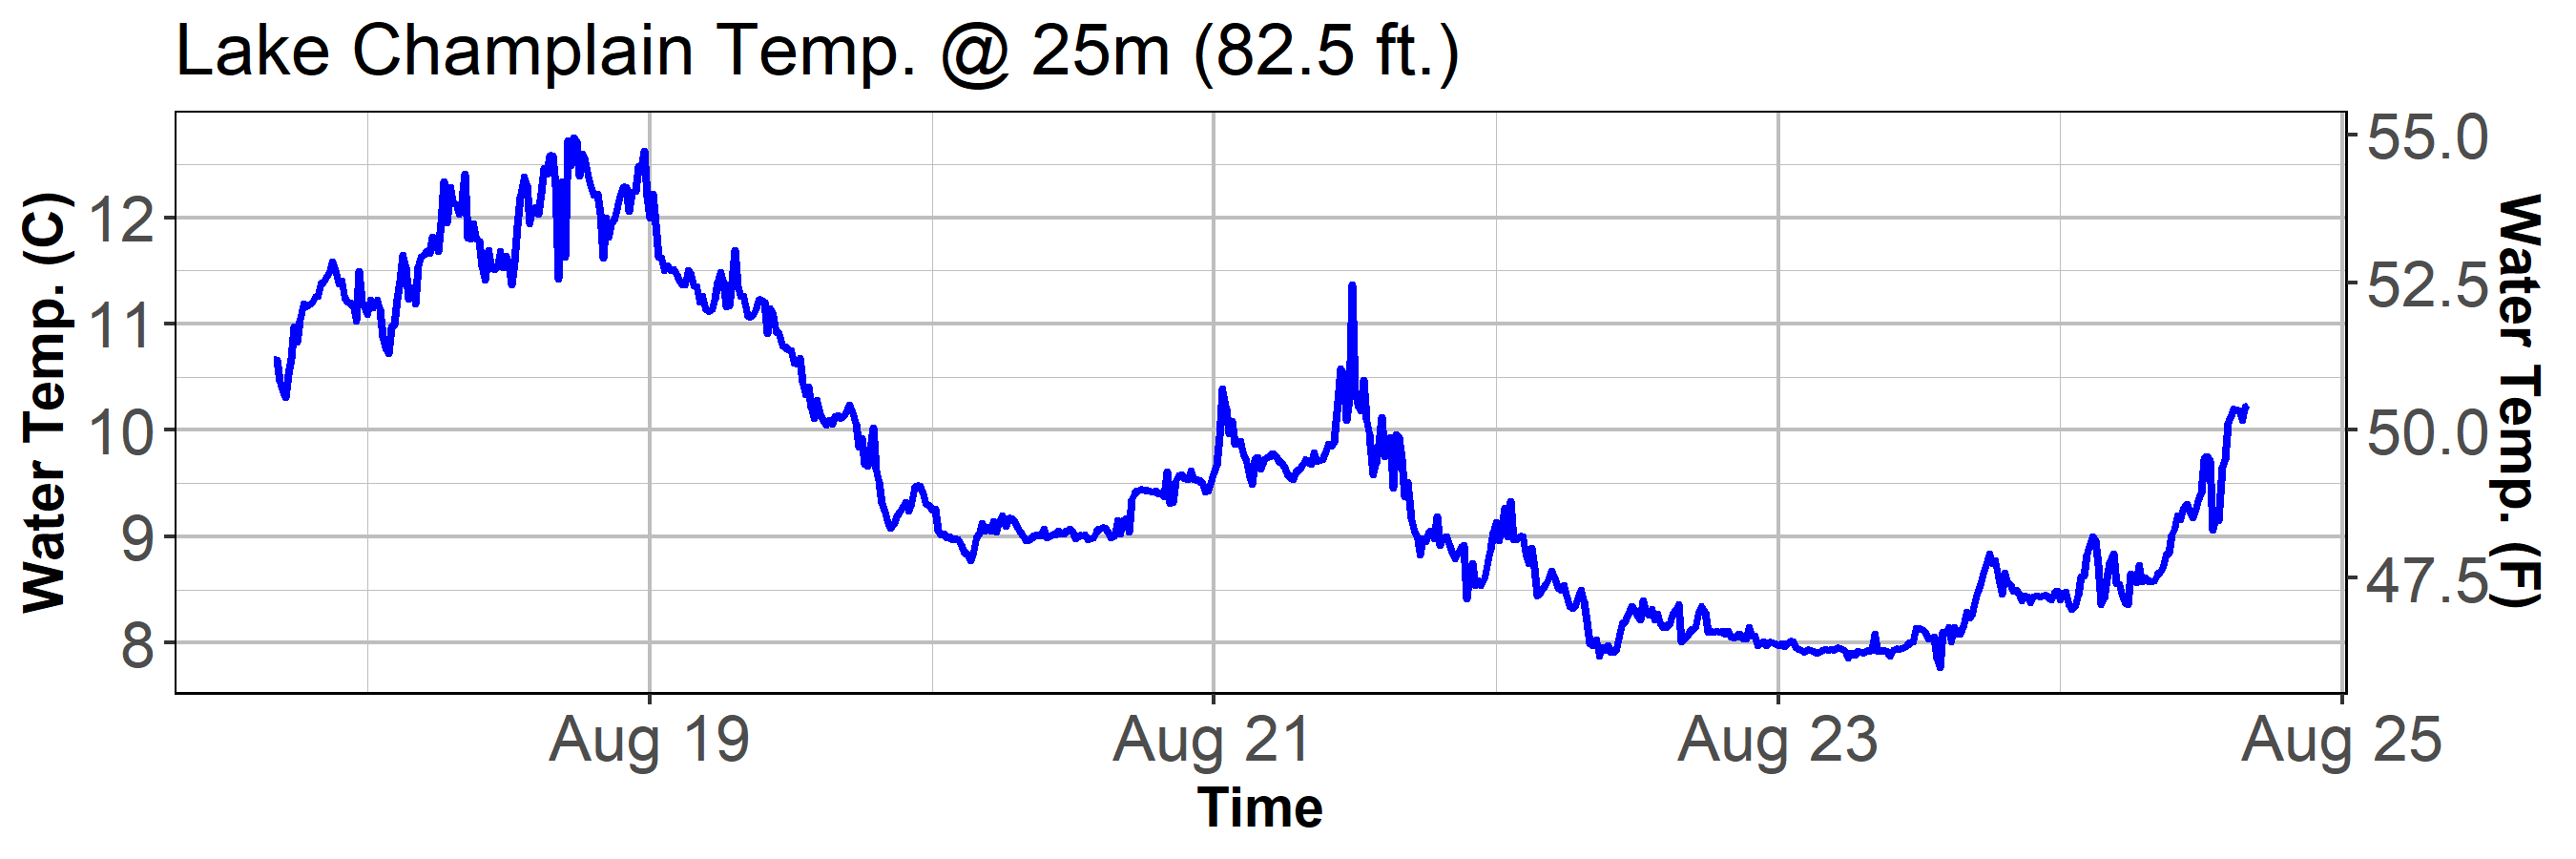 Lake Champlain Temp. @ 25m (82.5 ft.)
Water Temp. (C)
12
11
10
9
8
55.0
52.5
50.0
47.5
Water Temp. (F)
Aug 19
Aug 21
Aug 23
Aug 25
Time